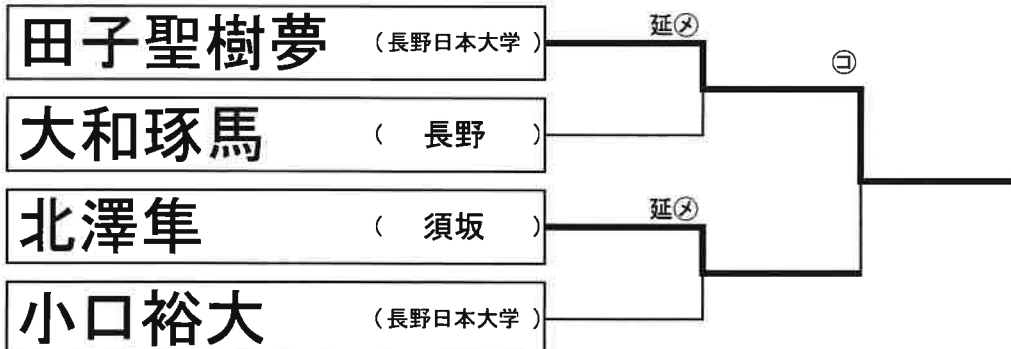 田子聖樹夢 (長野日本大学) 延㋱
㋙
大和琢馬 ( 長野 )
北澤隼 ( 須坂 ) 延㋱
小口裕大 (長野日本大学)